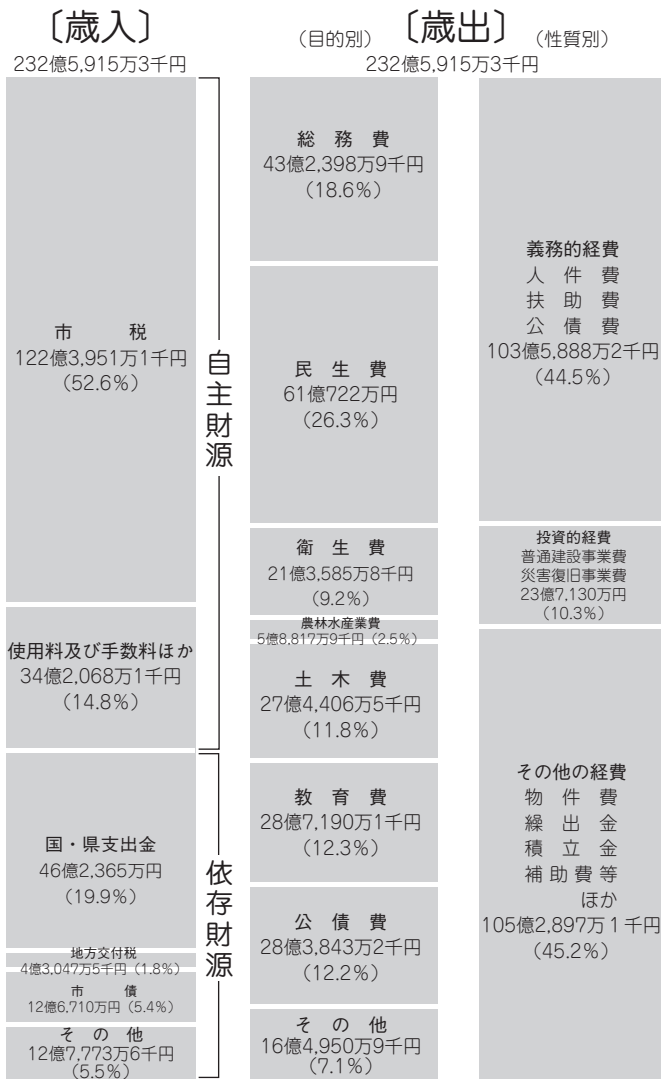 〔歳入〕
232億5,915万3千円
市　税
122億3,951万1千円
（52.6％）
使用料及び手数料ほか
34億2,068万1千円
（14.8％）
自主財源
国・県支出金
46億2,365万円
（19.9％）
地方交付税
4億3,047万5千円（1.8％）
市　債
12億6,710万円（5.4％）
そ の 他
12億7,773万6千円
（5.5％）
依存財源
（目的別）〔歳出〕（性質別）
232億5,915万3千円
総 務 費
43億2,398万9千円
（18.6％）
民 生 費
61億722万円
（26.3％）
衛 生 費
21億3,585万8千円
（9.2％）
農林水産業費
5億8,817万9千円（2.5％）
土 木 費
27億4,406万5千円
（11.8％）
教 育 費
28億7,190万1千円
（12.3％）
公 債 費
28億3,843万2千円
（12.2％）
そ の 他
16億4,950万9千円
（7.1％）
義務的経費
人 件 費
扶 助 費
公 債 費
103億5,888万2千円
（44.5％）
投資的経費
普通建設事業費
災害復旧事業費
23億7,130万円
（10.3％）
その他の経費
物 件 費
繰 出 金
積 立 金
補 助 費 等
ほか
105億2,897万1千円
（45.2％）